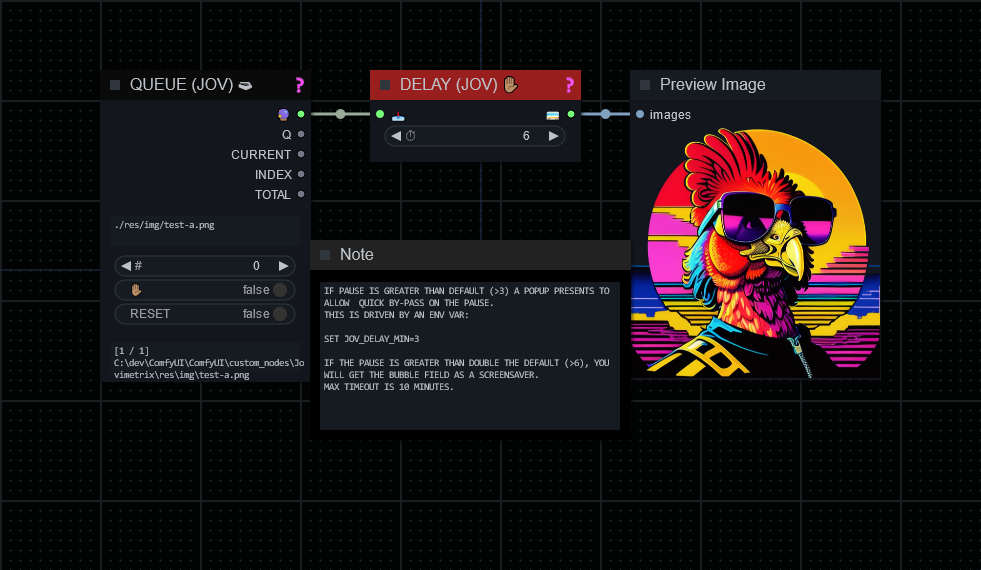 QUEUE (JOV)
Q
CURRENT
INDEX
TOTAL
./res/img/test-a.png
# 0
false
RESET false
[1 / 1]
C:\dev\ComfyUI\ComfyUI\custom_nodes\Jo
vimetrix\res\img\test-a.png
DELAY (JOV)
6
Preview Image
images
Note
IF PAUSE IS GREATER THAN DEFAULT (>3) A POPUP PRESENTS TO
ALLOW  QUICK BY-PASS ON THE PAUSE.
THIS IS DRIVEN BY AN ENV VAR:
SET JOV_DELAY_MIN=3
IF THE PAUSE IS GREATER THAN DOUBLE THE DEFAULT (>6), YOU
WILL GET THE BUBBLE FIELD AS A SCREENSAVER.
MAX TIMEOUT IS 10 MINUTES.